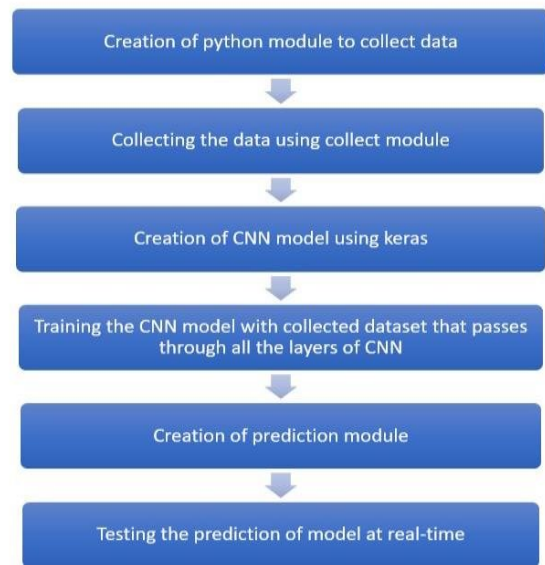 Creation of python module to collect data
Collecting the data using collect module
Creation of CNN model using keras
Training the CNN model with collected dataset that passes
through all the layers of CNN
Creation of prediction module
Testing the prediction of model at real-time